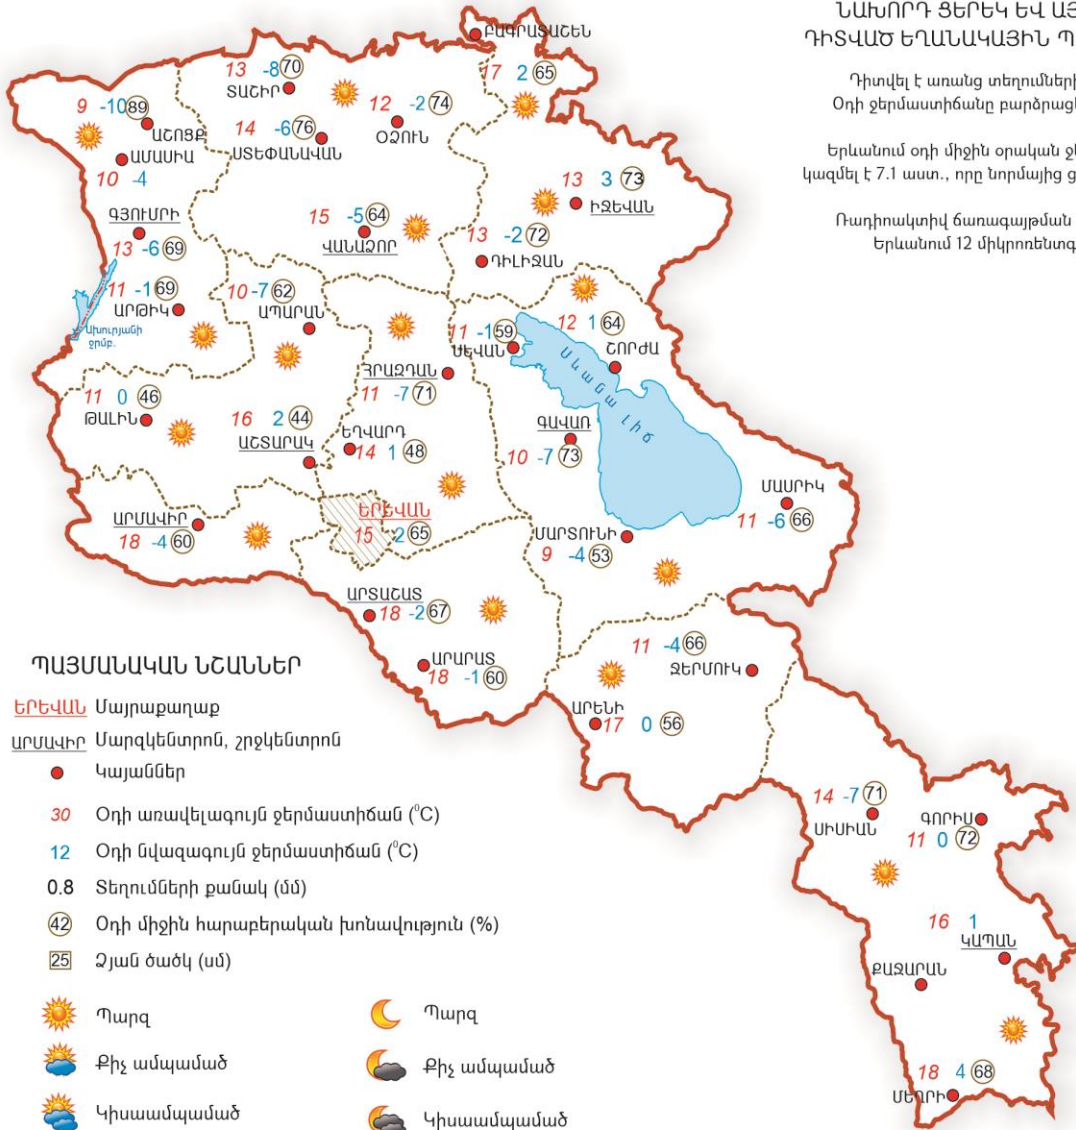 ՆԱԽՈՐԴ ՑԵՐԵԿ ԵՎ ԱՅ
ԴԻՏՎԱԾ ԵՂԱՆԱԿԱՅԻՆ Պ
Դիտվել է առանց տեղումների
Օդի ջերմաստիճանը բարձրացե
Երևանում օդի միջին օրական ջե
կազմել է 7.1 աստ., որը նորմայից ց
Ռադիոակտիվ ճառագայթման
Երևանում 12 միկրոռենտգ
ԲԱԳՐԱՏԱՇԵՆ
17 2 65
13 -8 70
ՏԱՇԻՐ
9 -10 89
ԱՇՈՑՔ
12 -2 74
ՕՁՈՒՆ
14 -6 76
ՍՏԵՓԱՆԱՎԱՆ
ԱՄԱՍԻԱ
10 -4
13 3 73
ԻՋԵՎԱՆ
ԳՅՈՒՄՐԻ
13 -6 69
15 -5 64
ՎԱՆԱՁՈՐ
13 -2 72
ԴԻԼԻՋԱՆ
11 -1 69
ԱՐԹԻԿ
10 -7 62
ԱՊԱՐԱՆ
Ախուրյանի
ջրմբ.
11 -1 59
ՍԵՎԱՆ
12 1 64
ՇՈՐԺԱ
Սևանա լիճ
ՀՐԱԶԴԱՆ
11 -7 71
11 0 46
ԹԱԼԻՆ
16 2 44
ԱՇՏԱՐԱԿ
ԵՂՎԱՐԴ
14 1 48
ԳԱՎԱՌ
10 -7 73
ՄԱՍՐԻԿ
11 -6 66
ԱՐՄԱՎԻՐ
18 -4 60
ԵՐԵՎԱՆ
15 2 65
ՄԱՐՏՈՒՆԻ
9 -4 53
ԱՐՏԱՇԱՏ
18 -2 67
ԱՐԱՐԱՏ
18 -1 60
11 -4 66
ՋԵՐՄՈՒԿ
ԱՐԵՆԻ
17 0 56
14 -7 71
ՍԻՍԻԱՆ
ԳՈՐԻՍ
11 0 72
16 1
ԿԱՊԱՆ
ՔԱՋԱՐԱՆ
18 4 68
ՄԵՂՐԻ
ՊԱՅՄԱՆԱԿԱՆ ՆՇԱՆՆԵՐ
ԵՐԵՎԱՆ Մայրաքաղաք
ԱՐՄԱՎԻՐ Մարզկենտրոն, շրջկենտրոն
Կայաններ
30 Օդի առավելագույն ջերմաստիճան (⁰C)
12 Օդի նվազագույն ջերմաստիճան (⁰C)
0.8 Տեղումների քանակ (մմ)
42 Օդի միջին հարաբերական խոնավություն (%)
25 Ձյան ծածկ (սմ)
Պարզ Պարզ
Քիչ ամպամած Քիչ ամպամած
Կիսաամպամած Կիսաամպամած